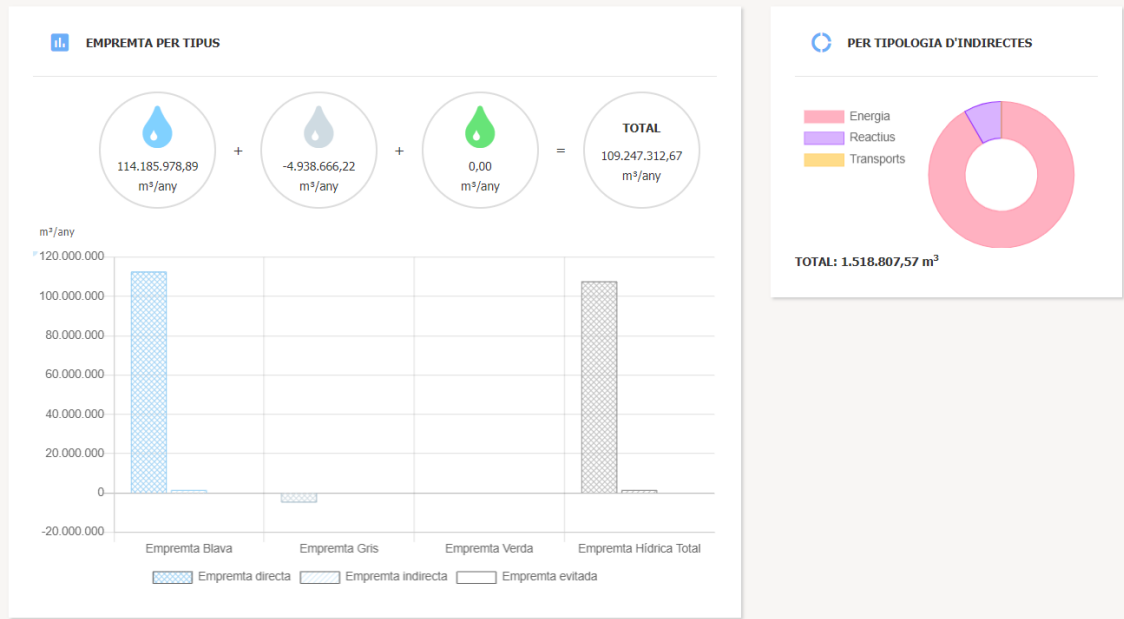 EMPREMTA PER TIPUS
114.185.978,89
m³/any
+
-4.938.666,22
m³/any
+
0,00
m³/any
=
TOTAL
109.247.312,67
m³/any
m³/any
120.000.000
100.000.000
80.000.000
60.000.000
40.000.000
20.000.000
0
-20.000.000
Empremta Blava
Empremta Gris
Empremta Verda
Empremta Hídrica Total
Empremta directa
Empremta indirecta
Empremta evitada
PER TIPOLOGIA D'INDIRECTES
Energia
Reactius
Transports
TOTAL: 1.518.807,57 m³